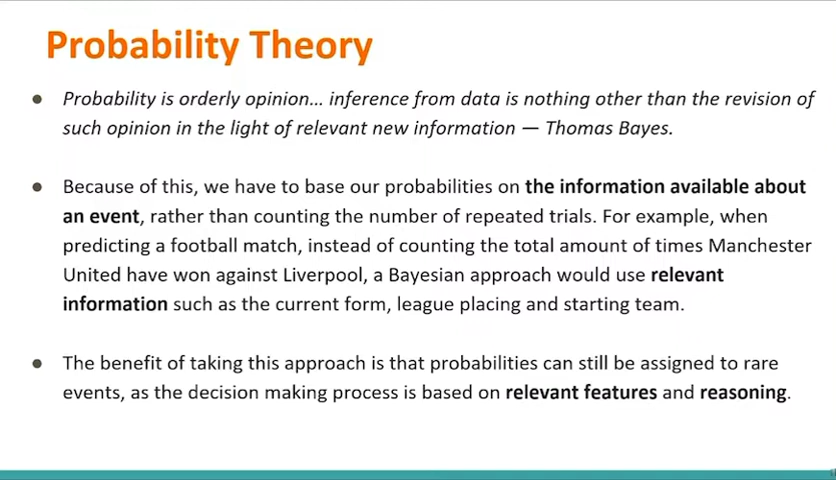 Probability Theory
● Probability is orderly opinion... inference from data is nothing other than the revision of
such opinion in the light of relevant new information — Thomas Bayes.
● Because of this, we have to base our probabilities on the information available about
an event, rather than counting the number of repeated trials. For example, when
predicting a football match, instead of counting the total amount of times Manchester
United have won against Liverpool, a Bayesian approach would use relevant
information such as the current form, league placing and starting team.
● The benefit of taking this approach is that probabilities can still be assigned to rare
events, as the decision making process is based on relevant features and reasoning.